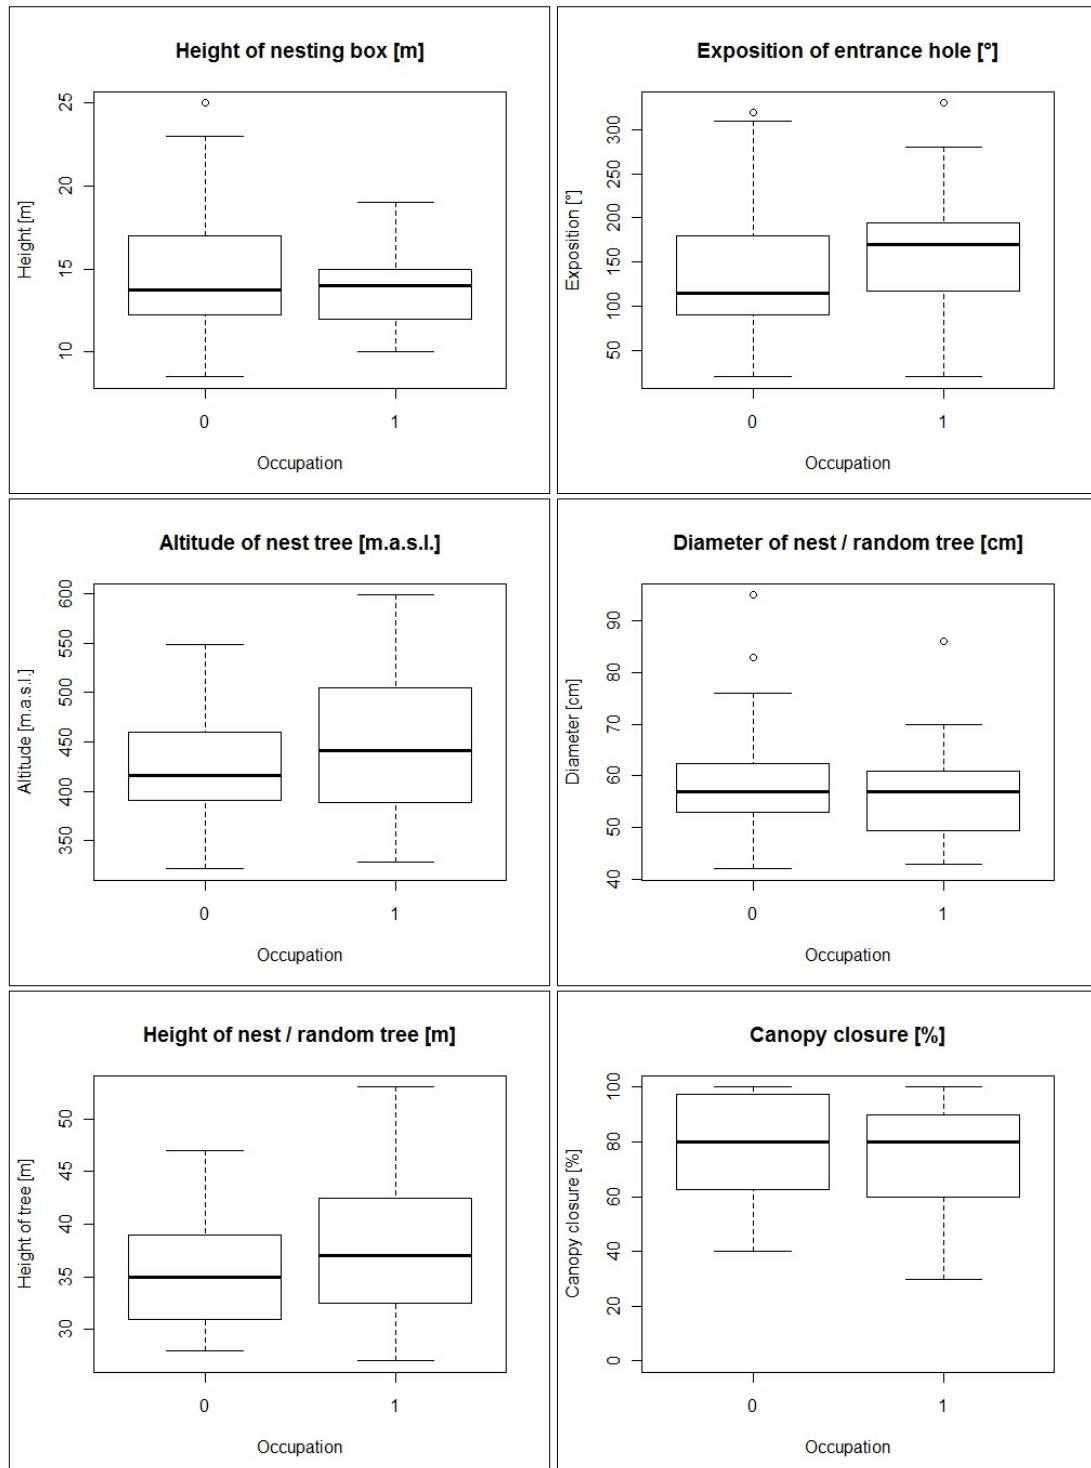 Height of nesting box [m]
Height [m]
25
20
15
10
0 1
Occupation
Exposition of entrance hole [°]
Exposition [°]
300
250
200
150
100
50
0 1
Occupation
Altitude of nest tree [m.a.s.l.]
Altitude [m.a.s.l.]
600
550
500
450
400
350
0 1
Occupation
Diameter of nest / random tree [cm]
Diameter [cm]
90
80
70
60
50
40
0 1
Occupation
Height of nest / random tree [m]
Height of tree [m]
50
45
40
35
30
0 1
Occupation
Canopy closure [%]
Canopy closure [%]
100
80
60
40
20
0
0 1
Occupation